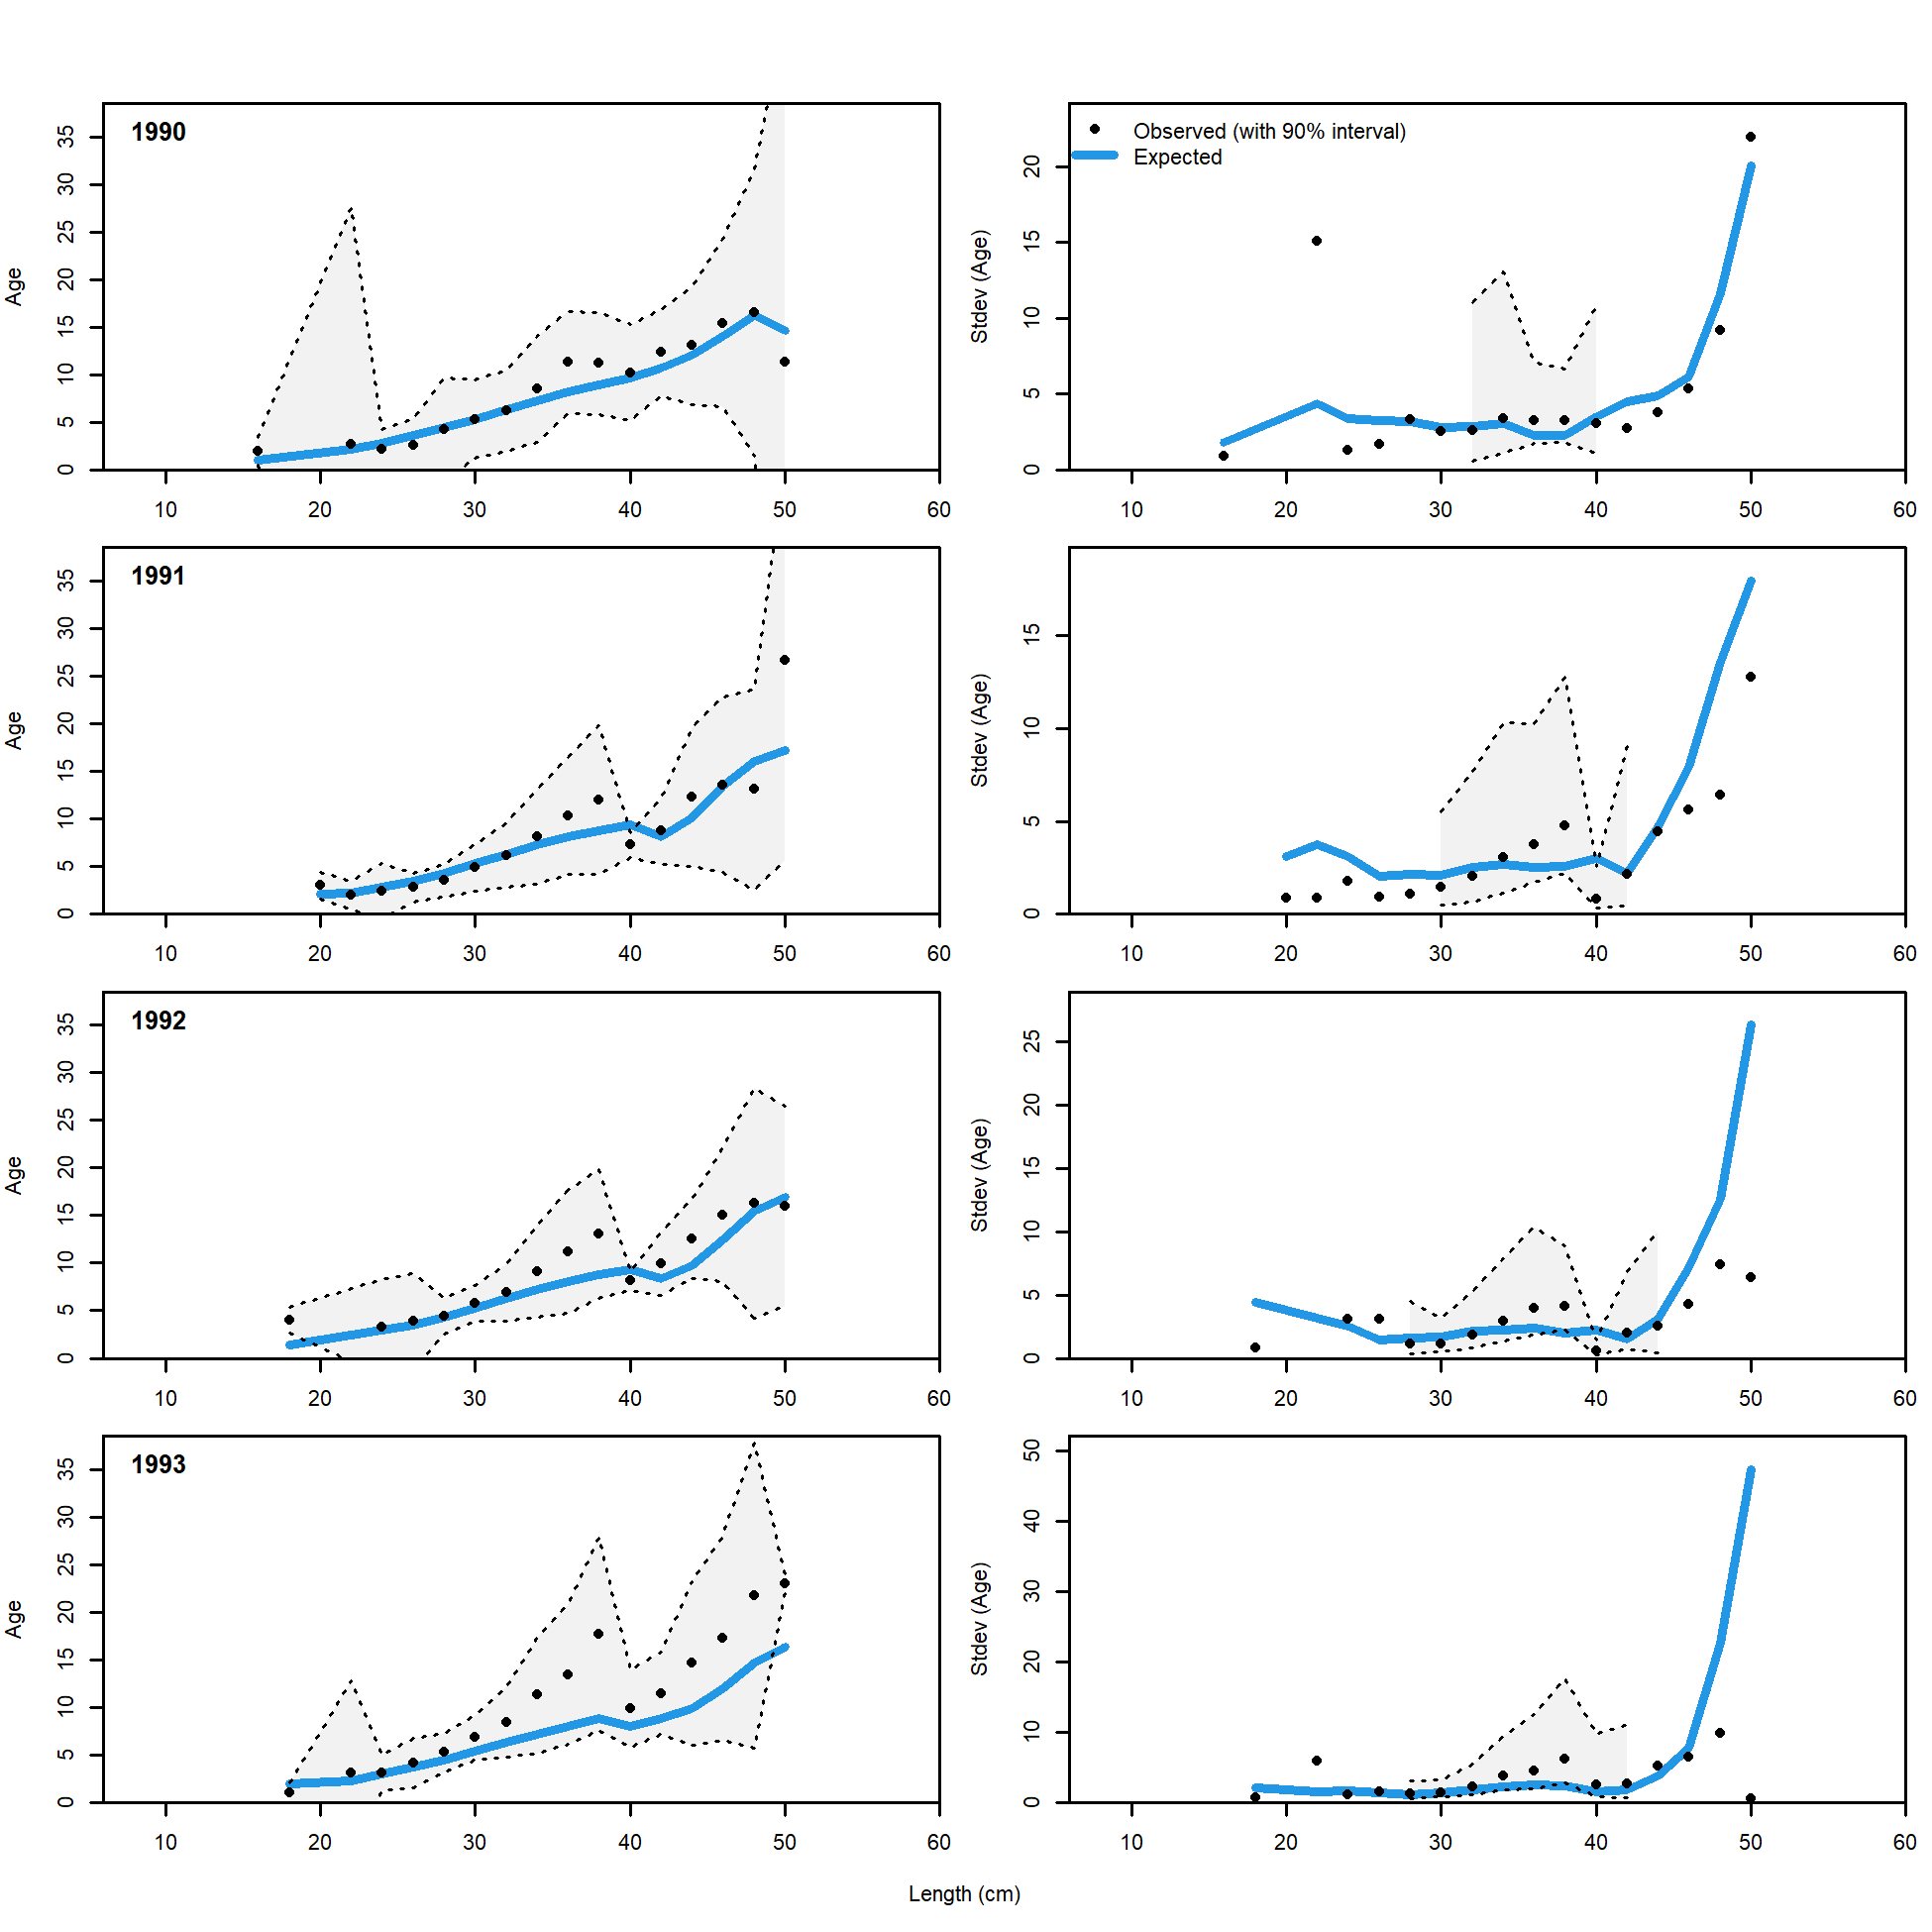 1990
Age
0 5 10 15 20 25 30 35
10 20 30 40 50 60
Observed (with 90% interval)
Expected
Stdev (Age)
0 5 10 15 20
10 20 30 40 50 60
1991
Age
0 5 10 15 20 25 30 35
10 20 30 40 50 60
Stdev (Age)
0 5 10 15
10 20 30 40 50 60
1992
Age
0 5 10 15 20 25 30 35
10 20 30 40 50 60
Stdev (Age)
0 5 10 15 20 25
10 20 30 40 50 60
1993
Age
0 5 10 15 20 25 30 35
10 20 30 40 50 60
Stdev (Age)
0 10 20 30 40 50
10 20 30 40 50 60
Length (cm)